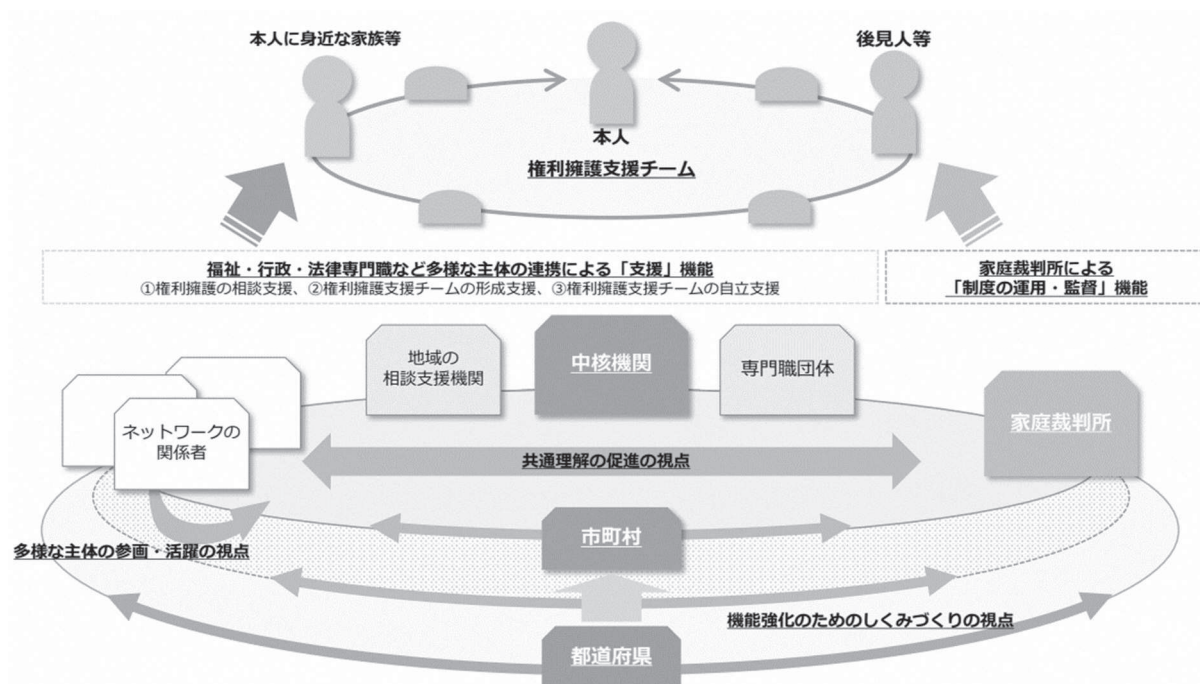 本人に身近な家族等
後見人等
本人
権利擁護支援チーム
福祉・行政・法律専門職など多様な主体の連携による「支援」機能
①権利擁護の相談支援、②権利擁護支援チームの形成支援、③権利擁護支援チームの自立支援
家庭裁判所による
「制度の運用・監督」機能
地域の
相談支援機関
中核機関
専門職団体
ネットワークの
関係者
家庭裁判所
共通理解の促進の視点
市町村
多様な主体の参画・活躍の視点
機能強化のためのしくみづくりの視点
都道府県